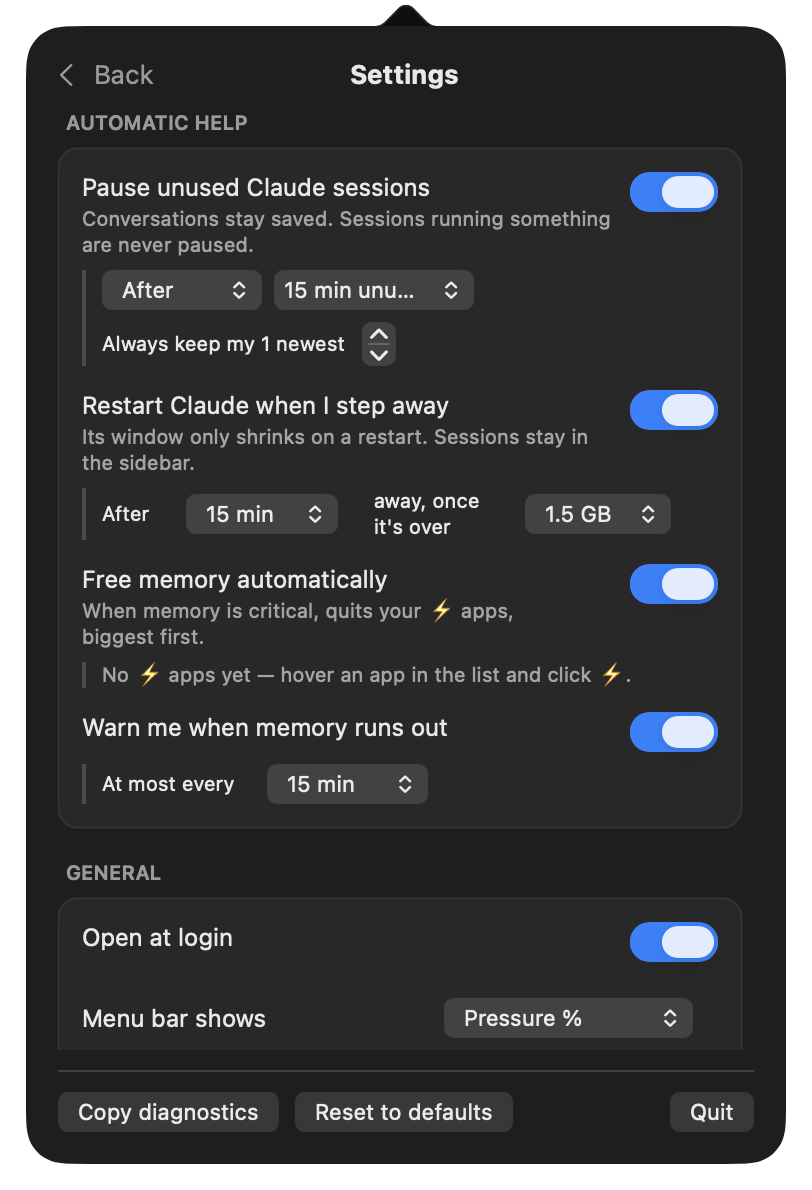 Back
Settings
AUTOMATIC HELP
Pause unused Claude sessions
Conversations stay saved. Sessions running something
are never paused.
After
15 min unu...
Always keep my 1 newest
Restart Claude when I step away
Its window only shrinks on a restart. Sessions stay in
the sidebar.
After
15 min
away, once
it's over
1.5 GB
Free memory automatically
When memory is critical, quits your ⚡ apps,
biggest first.
No ⚡ apps yet — hover an app in the list and click ⚡.
Warn me when memory runs out
At most every
15 min
GENERAL
Open at login
Menu bar shows
Pressure %
Copy diagnostics
Reset to defaults
Quit